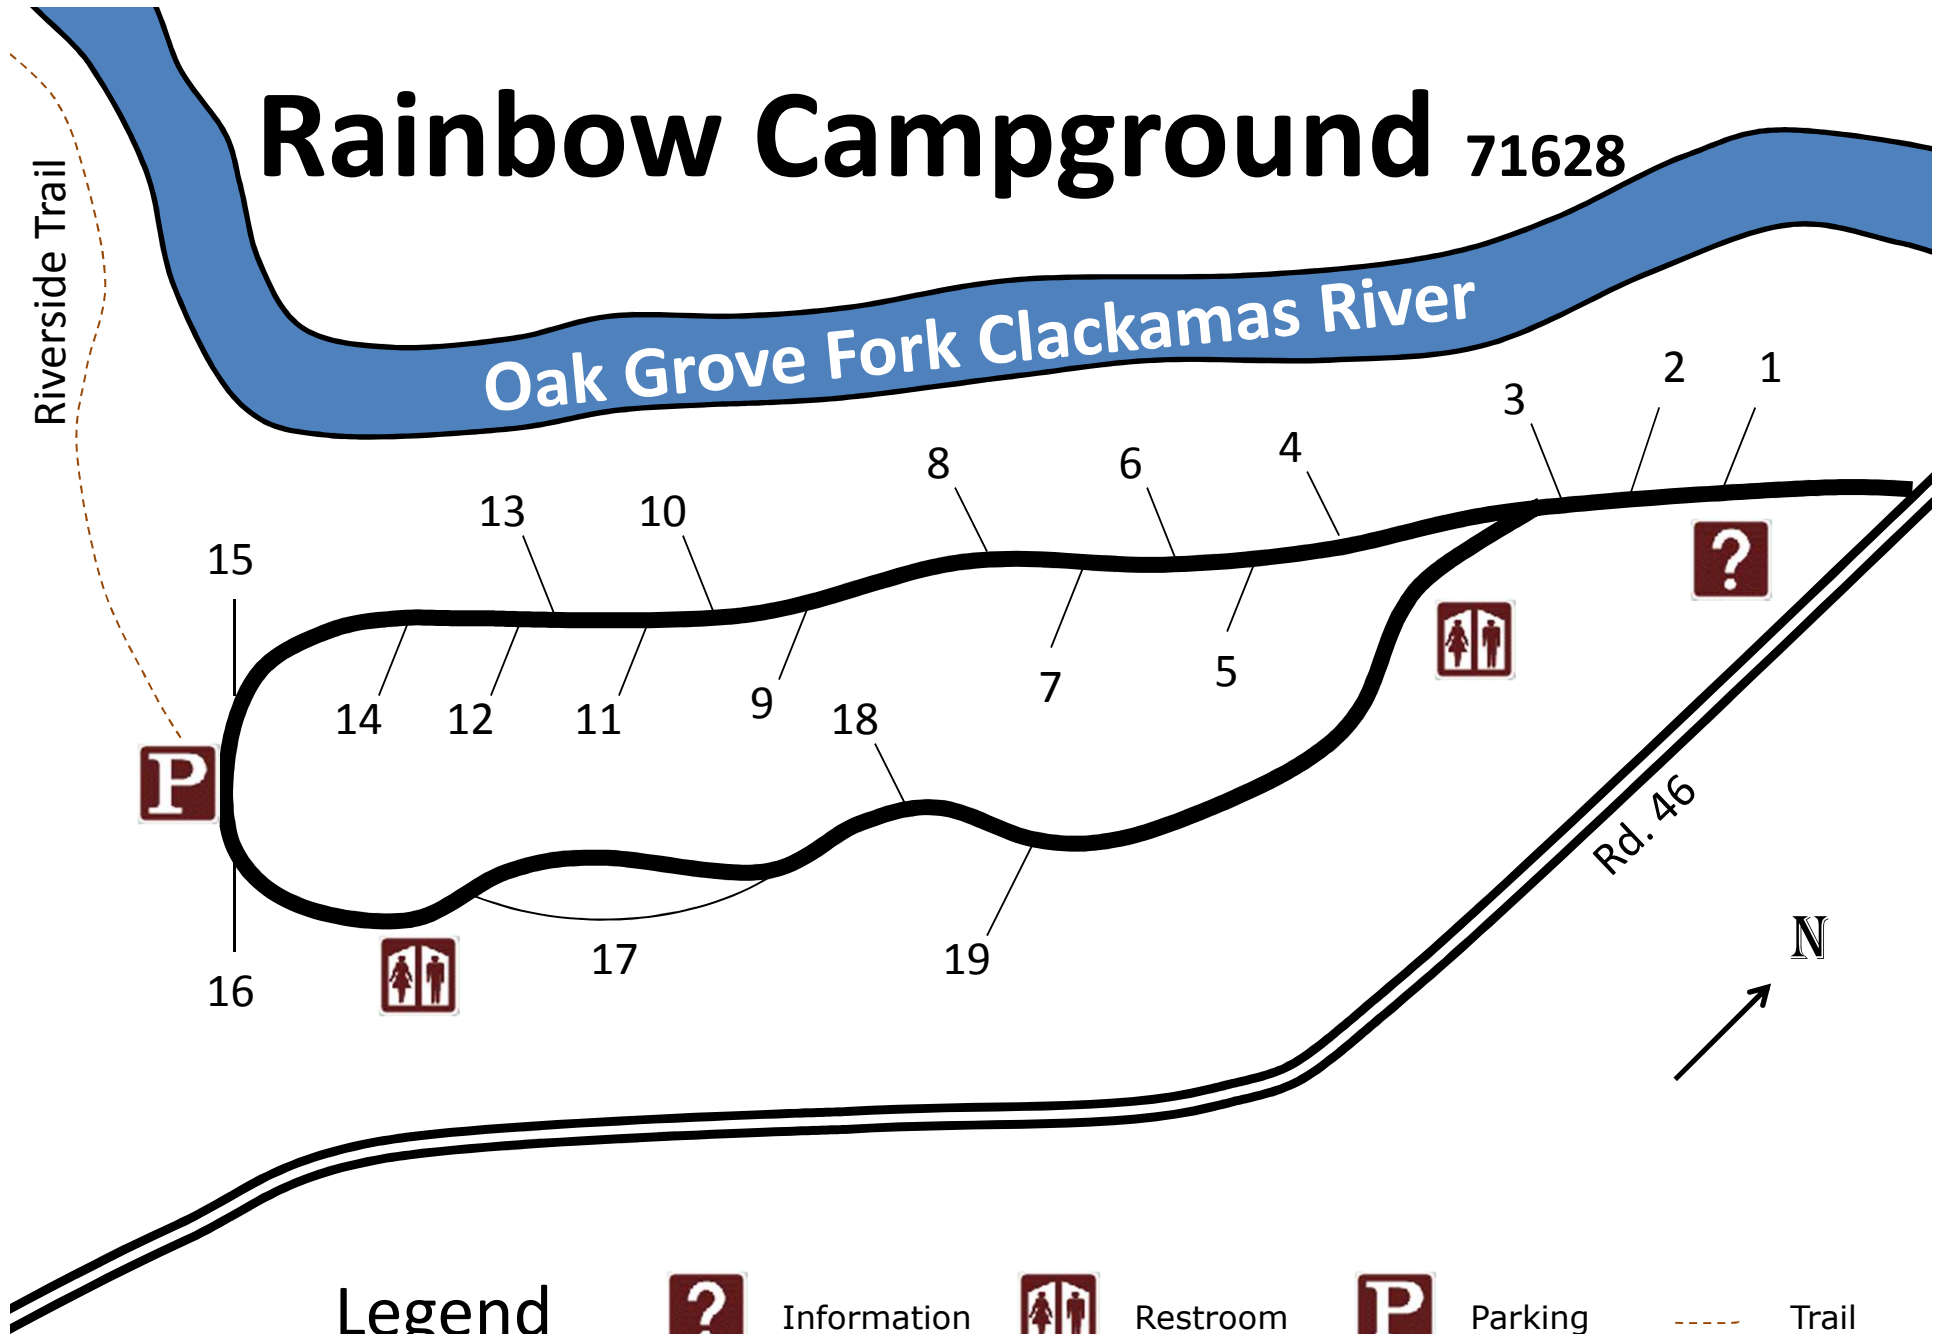 Rainbow Campground 71628
Riverside Trail
Oak Grove Fork Clackamas River
1
2
3
4
6
8
10
13
15
?
5
7
9
18
11
12
14
P
Rd. 46
N
17
19
16
Legend
? Information Restroom P Parking Trail